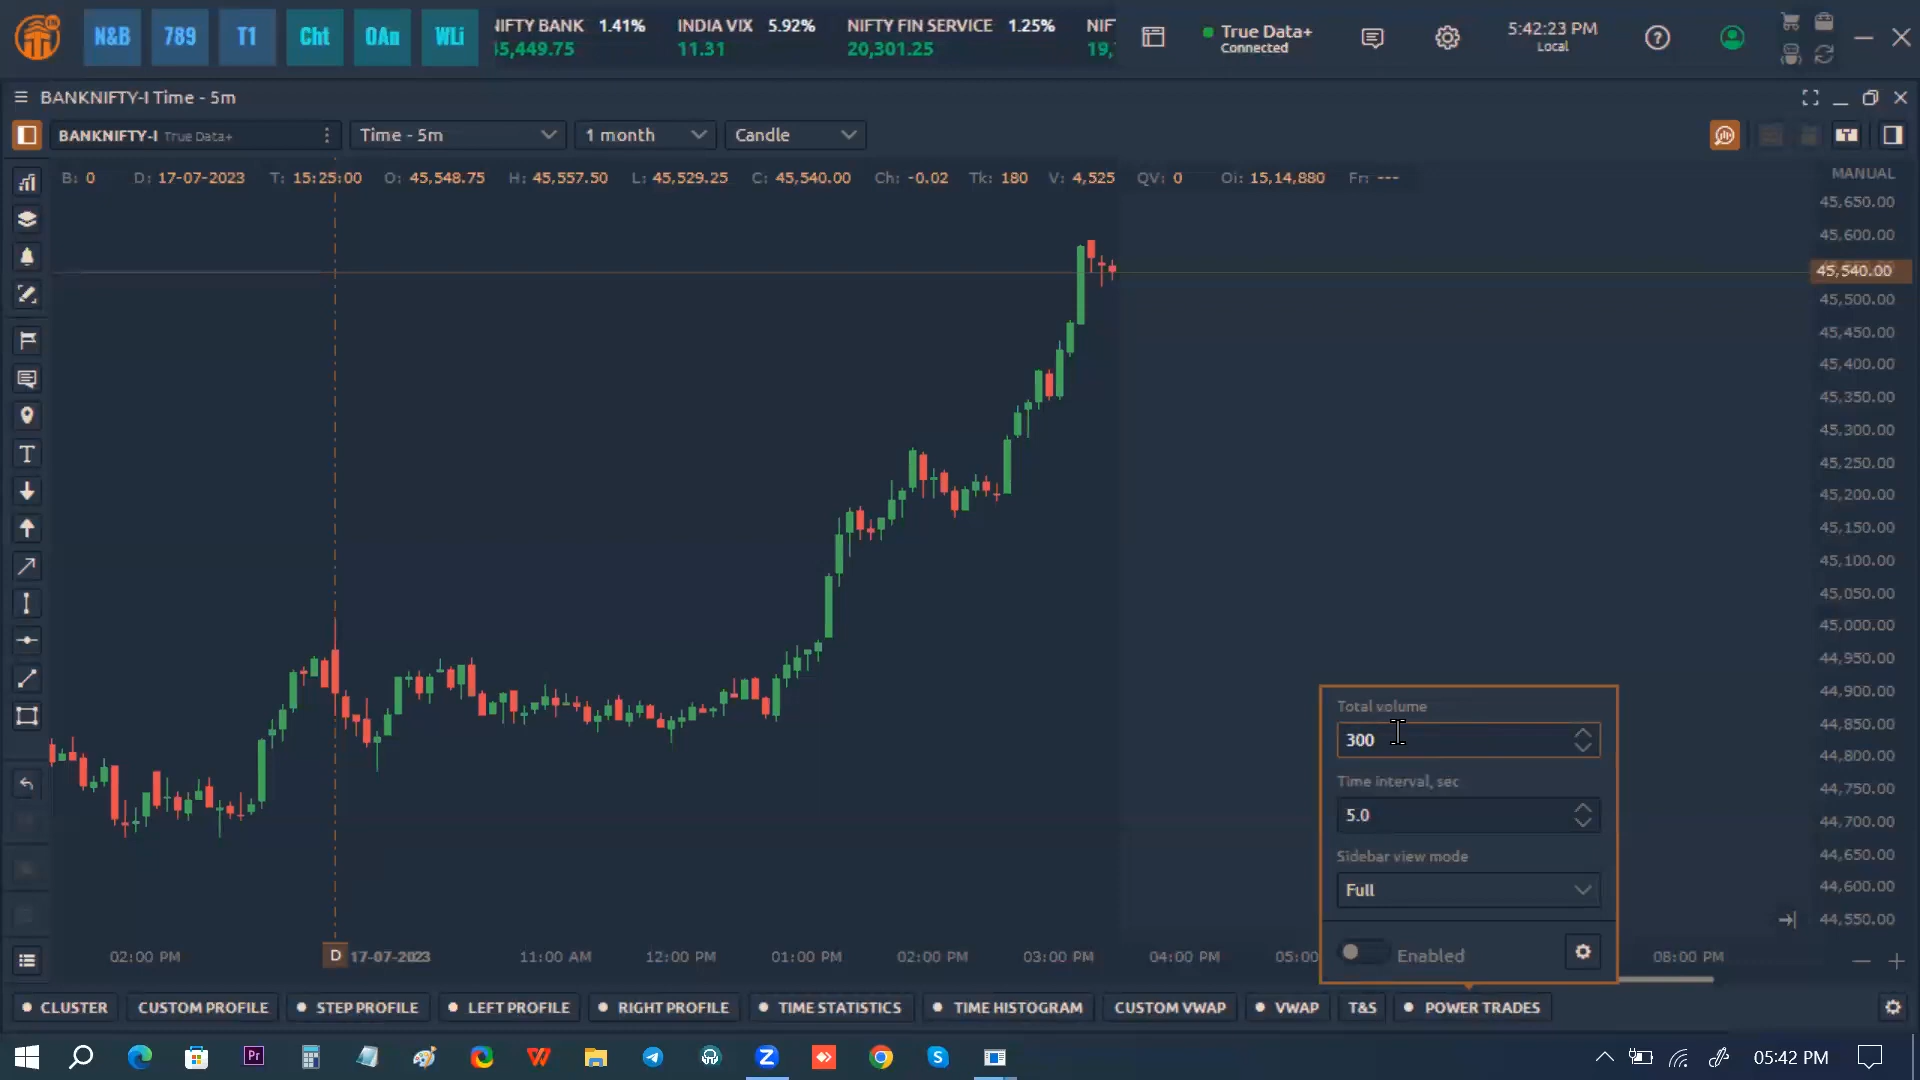 N&B 789 T1 Cht OAn WLi
NIFTY BANK 1.41% INDIA VIX 5.92% NIFTY FIN SERVICE 1.25% NIF
45,449.75 11.31 20,301.25 19,
True Data+
Connected
5:42:23 PM
Local
BANKNIFTY-I Time - 5m
BANKNIFTY-I True Data+ Time - 5m 1 month Candle
B: 0 D: 17-07-2023 T: 15:25:00 O: 45,548.75 H: 45,557.50 L: 45,529.25 C: 45,540.00 Ch: -0.02 Tk: 180 V: 4,525 QV: 0 Oi: 15,14,880 Fr: ---
MANUAL
45,650.00
45,600.00
45,540.00
45,500.00
45,450.00
45,400.00
45,350.00
45,300.00
45,250.00
45,200.00
45,150.00
45,100.00
45,050.00
45,000.00
44,950.00
44,900.00
44,850.00
44,800.00
44,750.00
44,700.00
44,650.00
44,600.00
44,550.00
Total volume
300
Time interval, sec
5.0
Sidebar view mode
Full
Enabled
02:00 PM D 17-07-2023 11:00 AM 12:00 PM 01:00 PM 02:00 PM 03:00 PM 04:00 PM 05:00 08:00 PM
CLUSTER CUSTOM PROFILE STEP PROFILE LEFT PROFILE RIGHT PROFILE TIME STATISTICS TIME HISTOGRAM CUSTOM VWAP VWAP T&S POWER TRADES
05:42 PM